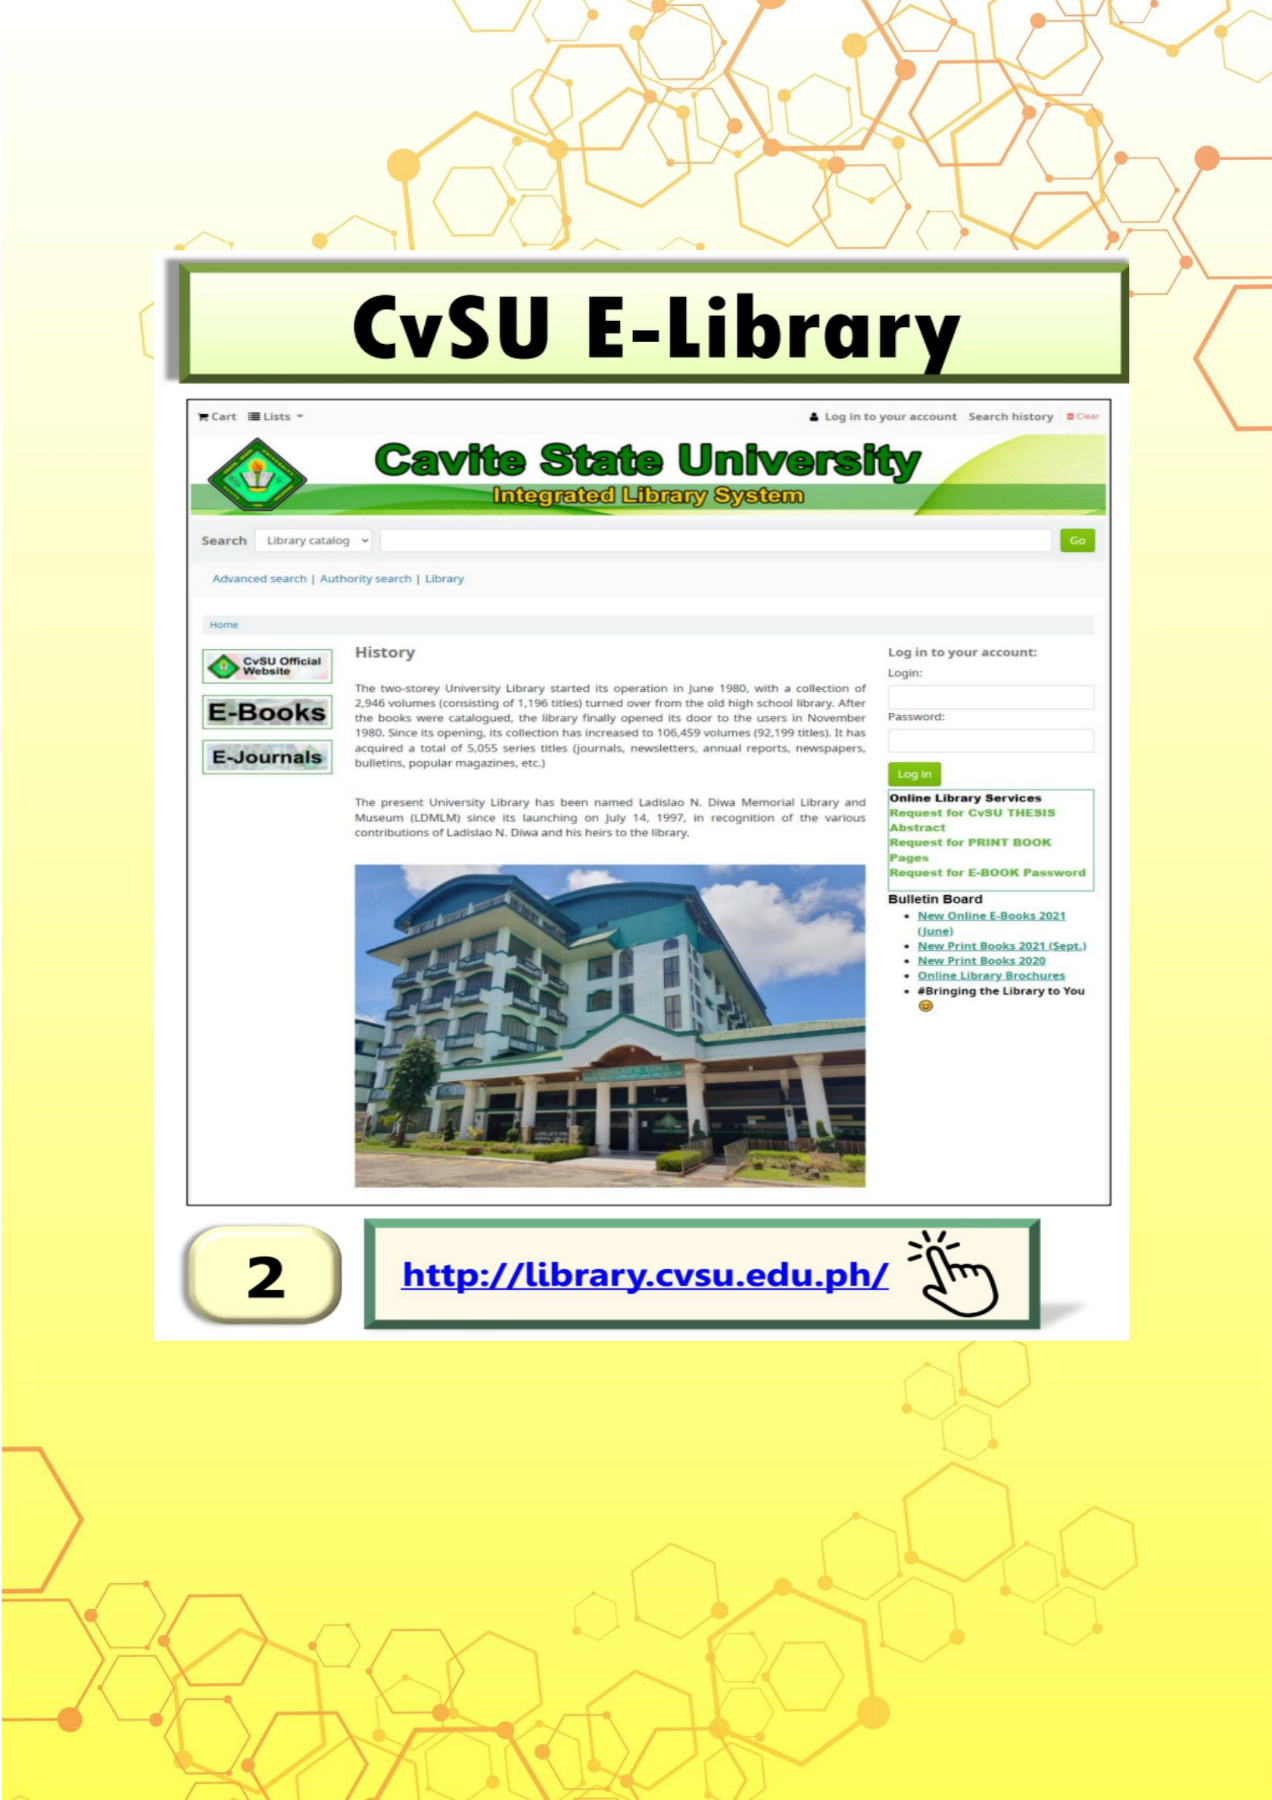 CvSU E-Library
Cart Lists Log in to your account Search history Clear
Cavite State University
Integrated Library System
Search Library catalog Go
Advanced search | Authority search | Library
Home
CvSU Official
Website
E-Books
E-Journals
History
The two-storey University Library started its operation in June 1980, with a collection of
2,946 volumes (consisting of 1,196 titles) turned over from the old high school library. After
the books were catalogued, the library finally opened its door to the users in November
1980. Since its opening, its collection has increased to 106,459 volumes (92,199 titles). It has
acquired a total of 5,055 series titles (journals, newsletters, annual reports, newspapers,
bulletins, popular magazines, etc.)
The present University Library has been named Ladislao N. Diwa Memorial Library and
Museum (LDMLM) since its launching on July 14, 1997, in recognition of the various
contributions of Ladislao N. Diwa and his heirs to the library.
LADISLAO N. DIWA
MEMORIAL LIBRARY and MUSEUM
Log in to your account:
Login:
Password:
Log in
Online Library Services
Request for CvSU THESIS
Abstract
Request for PRINT BOOK
Pages
Request for E-BOOK Password
Bulletin Board
New Online E-Books 2021
(June)
New Print Books 2021 (Sept.)
New Print Books 2020
Online Library Brochures
#Bringing the Library to You
2
http://library.cvsu.edu.ph/